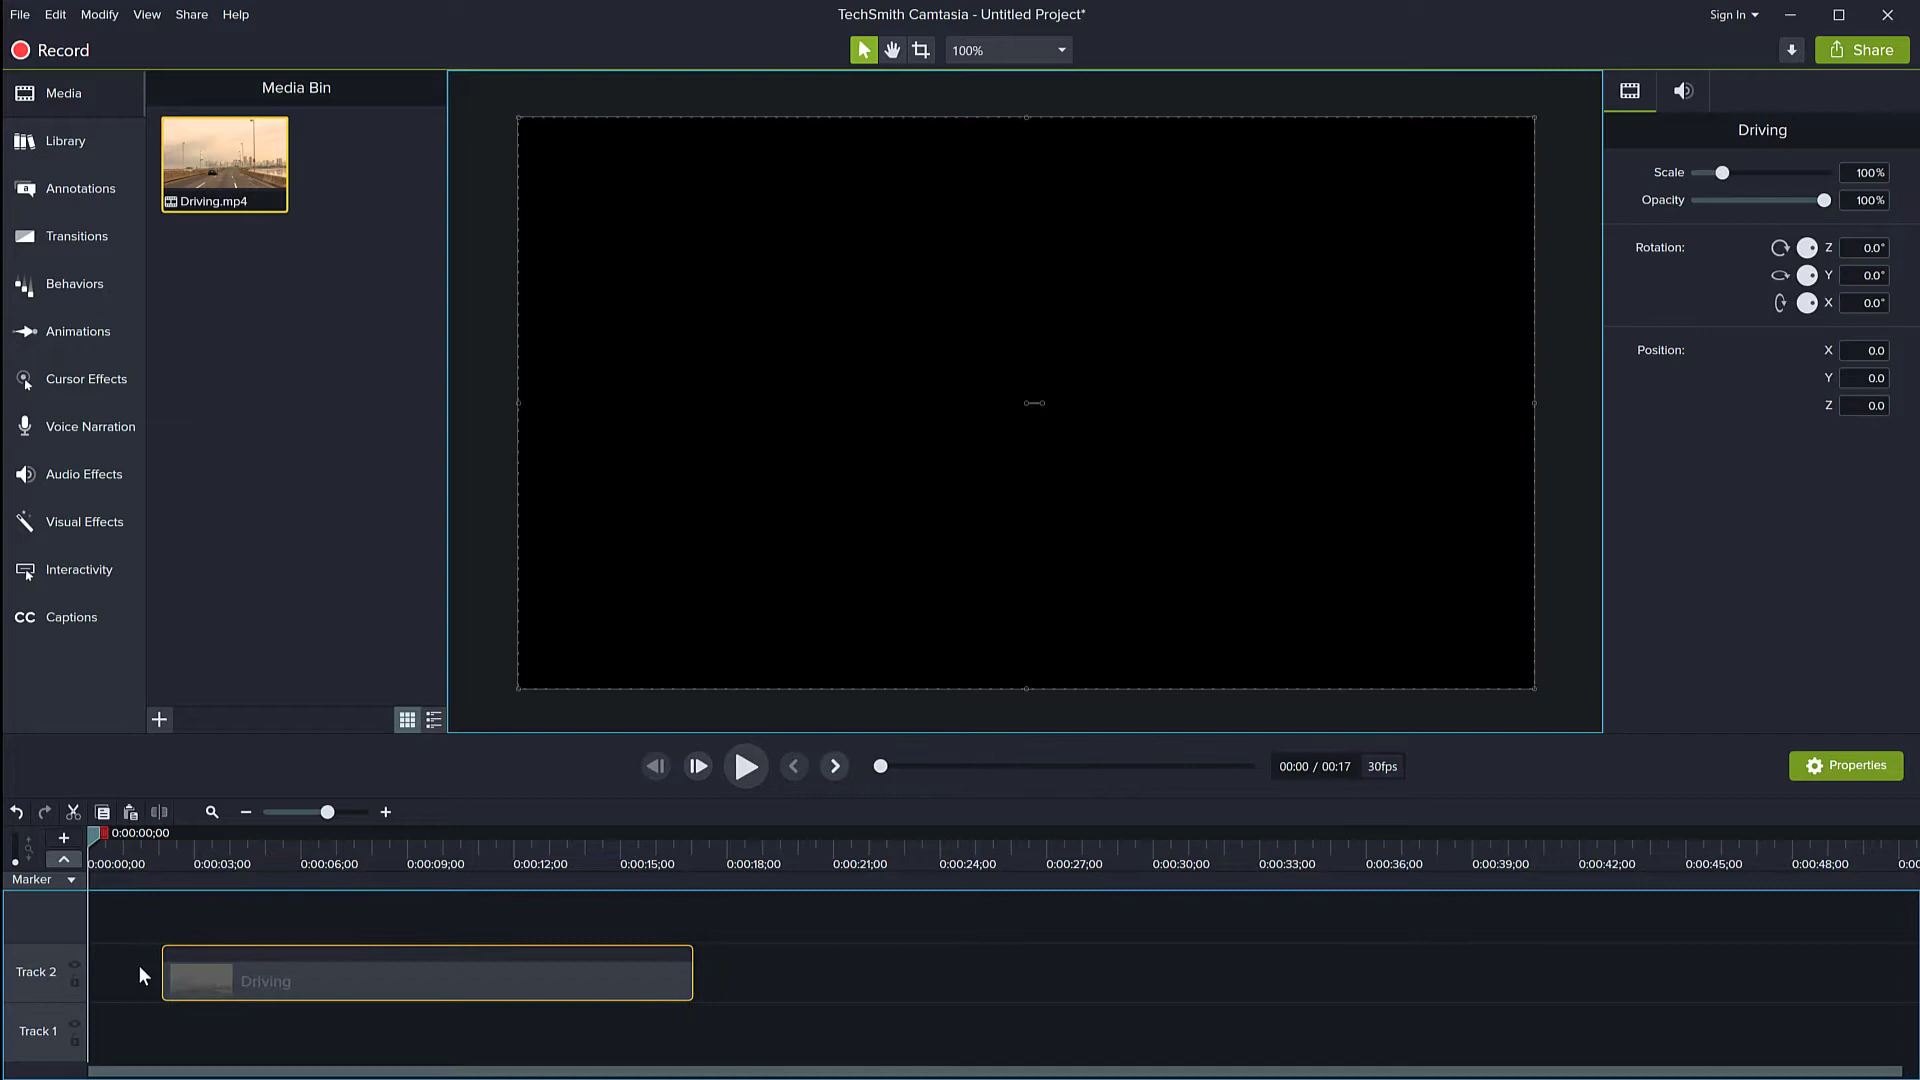 File Edit Modify View Share Help
TechSmith Camtasia - Untitled Project*
Sign In
Record
100%
Share
Media
Library
Annotations
Transitions
Behaviors
Animations
Cursor Effects
Voice Narration
Audio Effects
Visual Effects
Interactivity
CC Captions
Media Bin
Driving.mp4
Driving
Scale 100%
Opacity 100%
Rotation: Z 0.0°
Y 0.0°
X 0.0°
Position: X 0.0
Y 0.0
Z 0.0
00:00 / 00:17 30fps
Properties
0:00:00;00
0:00:00;00 0:00:03;00 0:00:06;00 0:00:09;00 0:00:12;00 0:00:15;00 0:00:18;00 0:00:21;00 0:00:24;00 0:00:27;00 0:00:30;00 0:00:33;00 0:00:36;00 0:00:39;00 0:00:42;00 0:00:45;00 0:00:48;00 0:00
Marker
Track 2
Driving
Track 1